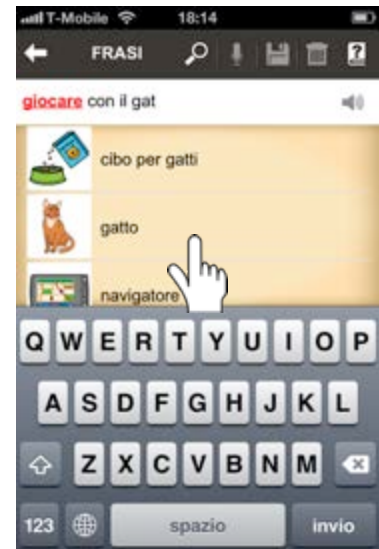 T-Mobile 18:14
FRASI
giocare con il gat
cibo per gatti
gatto
navigatore
Q W E R T Y U I O P
A S D F G H J K L
Z X C V B N M
123 spazio invio